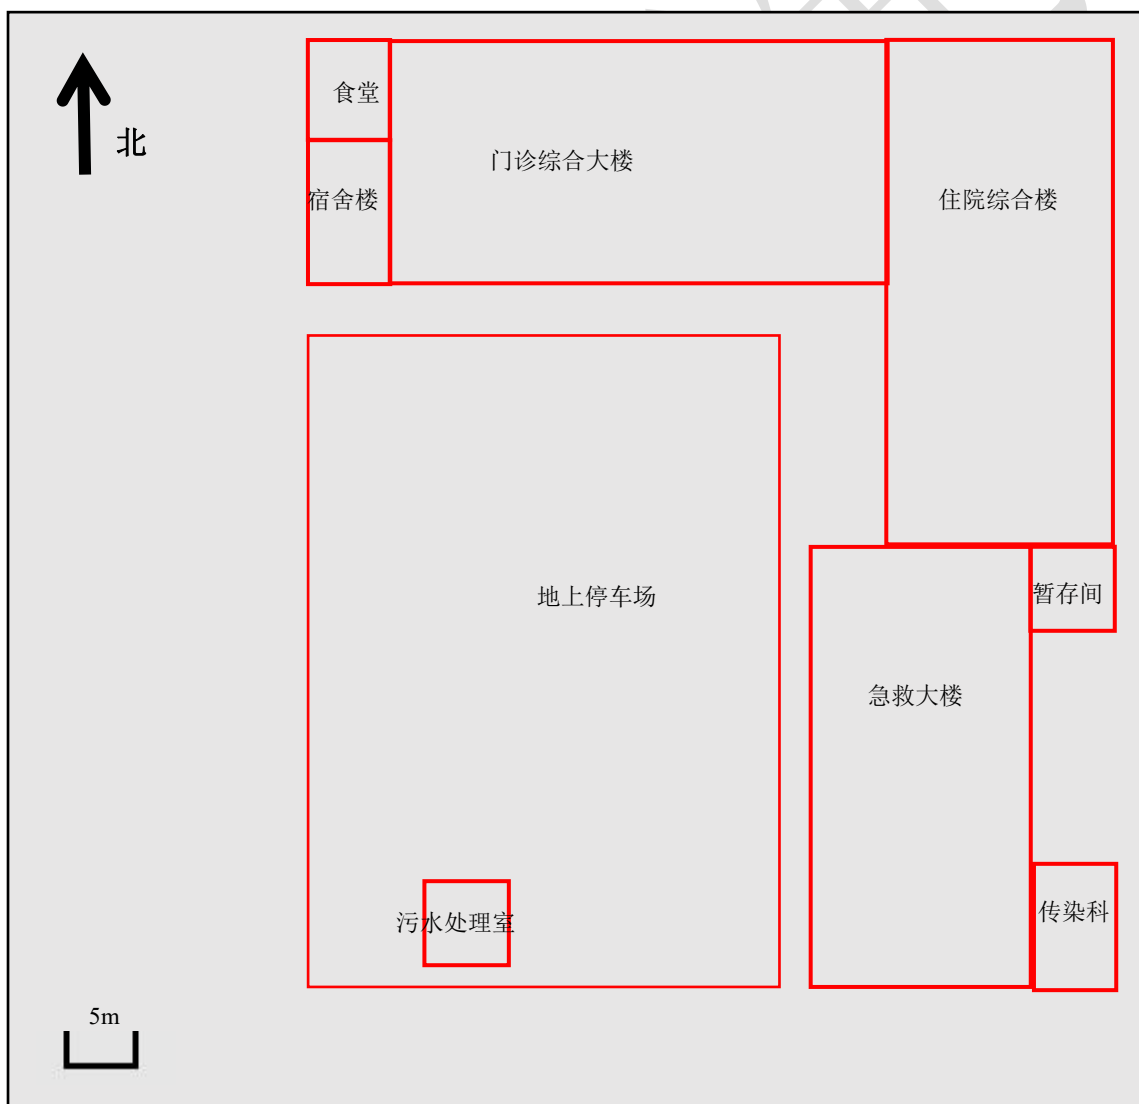 食堂
北
门诊综合大楼
宿舍楼
住院综合楼
地上停车场
暂存间
急救大楼
传染科
污水处理室
5m